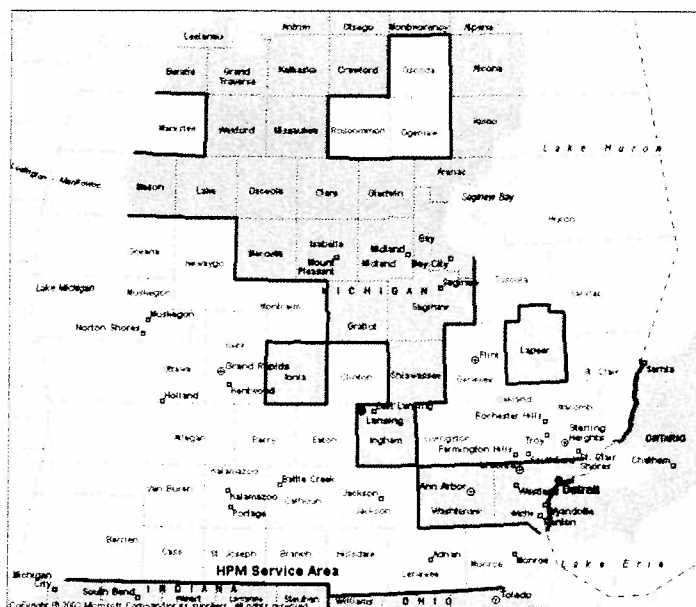 Antrim Otsego Montmorency Alpena
Leelanau
Benzie Grand Traverse Kalkaska Crawford Oscoda Alcona
Manistee Wexford Missaukee Roscommon Ogemaw Iosco
Lake Huron
Arenac
Mason Lake Osceola Clare Gladwin
Saginaw Bay
Huron
Oceana Newaygo Mecosta Isabella Midland Bay
Mount Pleasant Midland Bay City
Lake Michigan Muskegon Montcalm MICHIGAN Saginaw Tuscola Sanilac
Muskegon Saginaw
Norton Shores Gratiot
Kent Flint Lapeer
Ottawa Grand Rapids Ionia Clinton Shiawassee Genesee St. Clair Sarnia
Holland Kentwood
East Lansing Oakland Macomb
Lansing Rochester Hills Sterling Heights ONTARIO
Allegan Barry Eaton Ingham Livingston Troy
Farmington Hills St. Clair Shores Chatham
Kalamazoo Battle Creek
Van Buren Kalamazoo Calhoun Jackson Ann Arbor Detroit
Portage Jackson Washtenaw Wyandotte
Berrien
Cass St. Joseph Branch Hillsdale Adrian Monroe
Lenawee Monroe Lake Erie
HPM Service Area
Michigan City South Bend INDIANA Steuben Williams OHIO Toledo